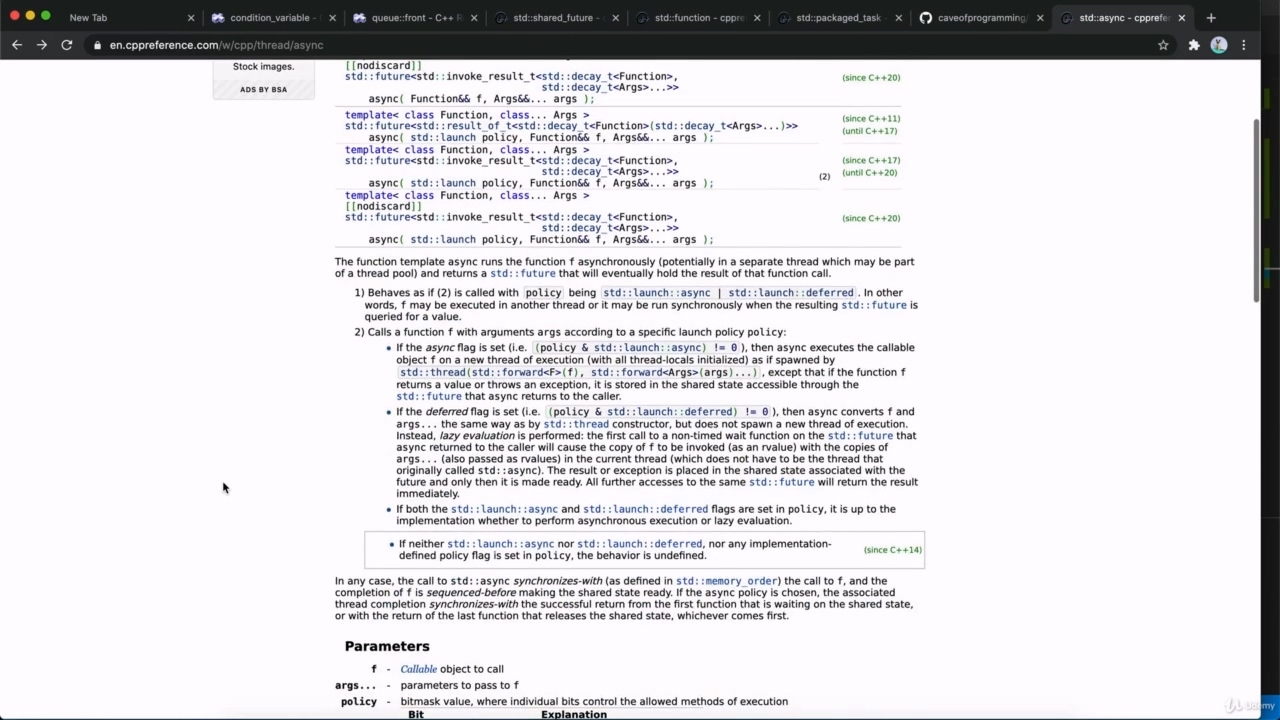 New Tab
condition_variable -
queue::front - C++ R
std::shared_future -
std::function - cppre
std::packaged_task -
caveofprogramming/
std::async - cpprefer
en.cppreference.com/w/cpp/thread/async
Stock images.
ADS BY BSA
[[nodiscard]]
std::future<std::invoke_result_t<std::decay_t<Function>,
std::decay_t<Args>...>>
async( Function&& f, Args&&... args );
(since C++20)
template< class Function, class... Args >
std::future<std::result_of_t<std::decay_t<Function>(std::decay_t<Args>...)>>
async( std::launch policy, Function&& f, Args&&... args );
(since C++11)
(until C++17)
template< class Function, class... Args >
std::future<std::invoke_result_t<std::decay_t<Function>,
std::decay_t<Args>...>>
async( std::launch policy, Function&& f, Args&&... args );
(2)
(since C++17)
(until C++20)
template< class Function, class... Args >
[[nodiscard]]
std::future<std::invoke_result_t<std::decay_t<Function>,
std::decay_t<Args>...>>
async( std::launch policy, Function&& f, Args&&... args );
(since C++20)
The function template async runs the function f asynchronously (potentially in a separate thread which may be part
of a thread pool) and returns a std::future that will eventually hold the result of that function call.
1) Behaves as if (2) is called with policy being std::launch::async | std::launch::deferred. In other
words, f may be executed in another thread or it may be run synchronously when the resulting std::future is
queried for a value.
2) Calls a function f with arguments args according to a specific launch policy policy:
• If the async flag is set (i.e. (policy & std::launch::async) != 0), then async executes the callable
object f on a new thread of execution (with all thread-locals initialized) as if spawned by
std::thread(std::forward<F>(f), std::forward<Args>(args)...), except that if the function f
returns a value or throws an exception, it is stored in the shared state accessible through the
std::future that async returns to the caller.
• If the deferred flag is set (i.e. (policy & std::launch::deferred) != 0), then async converts f and
args... the same way as by std::thread constructor, but does not spawn a new thread of execution.
Instead, lazy evaluation is performed: the first call to a non-timed wait function on the std::future that
async returned to the caller will cause the copy of f to be invoked (as an rvalue) with the copies of
args... (also passed as rvalues) in the current thread (which does not have to be the thread that
originally called std::async). The result or exception is placed in the shared state associated with the
future and only then it is made ready. All further accesses to the same std::future will return the result
immediately.
• If both the std::launch::async and std::launch::deferred flags are set in policy, it is up to the
implementation whether to perform asynchronous execution or lazy evaluation.
• If neither std::launch::async nor std::launch::deferred, nor any implementation-
defined policy flag is set in policy, the behavior is undefined.
(since C++14)
In any case, the call to std::async synchronizes-with (as defined in std::memory_order) the call to f, and the
completion of f is sequenced-before making the shared state ready. If the async policy is chosen, the associated
thread completion synchronizes-with the successful return from the first function that is waiting on the shared state,
or with the return of the last function that releases the shared state, whichever comes first.
Parameters
f - Callable object to call
args... - parameters to pass to f
policy - bitmask value, where individual bits control the allowed methods of execution
Bit Explanation
Udemy